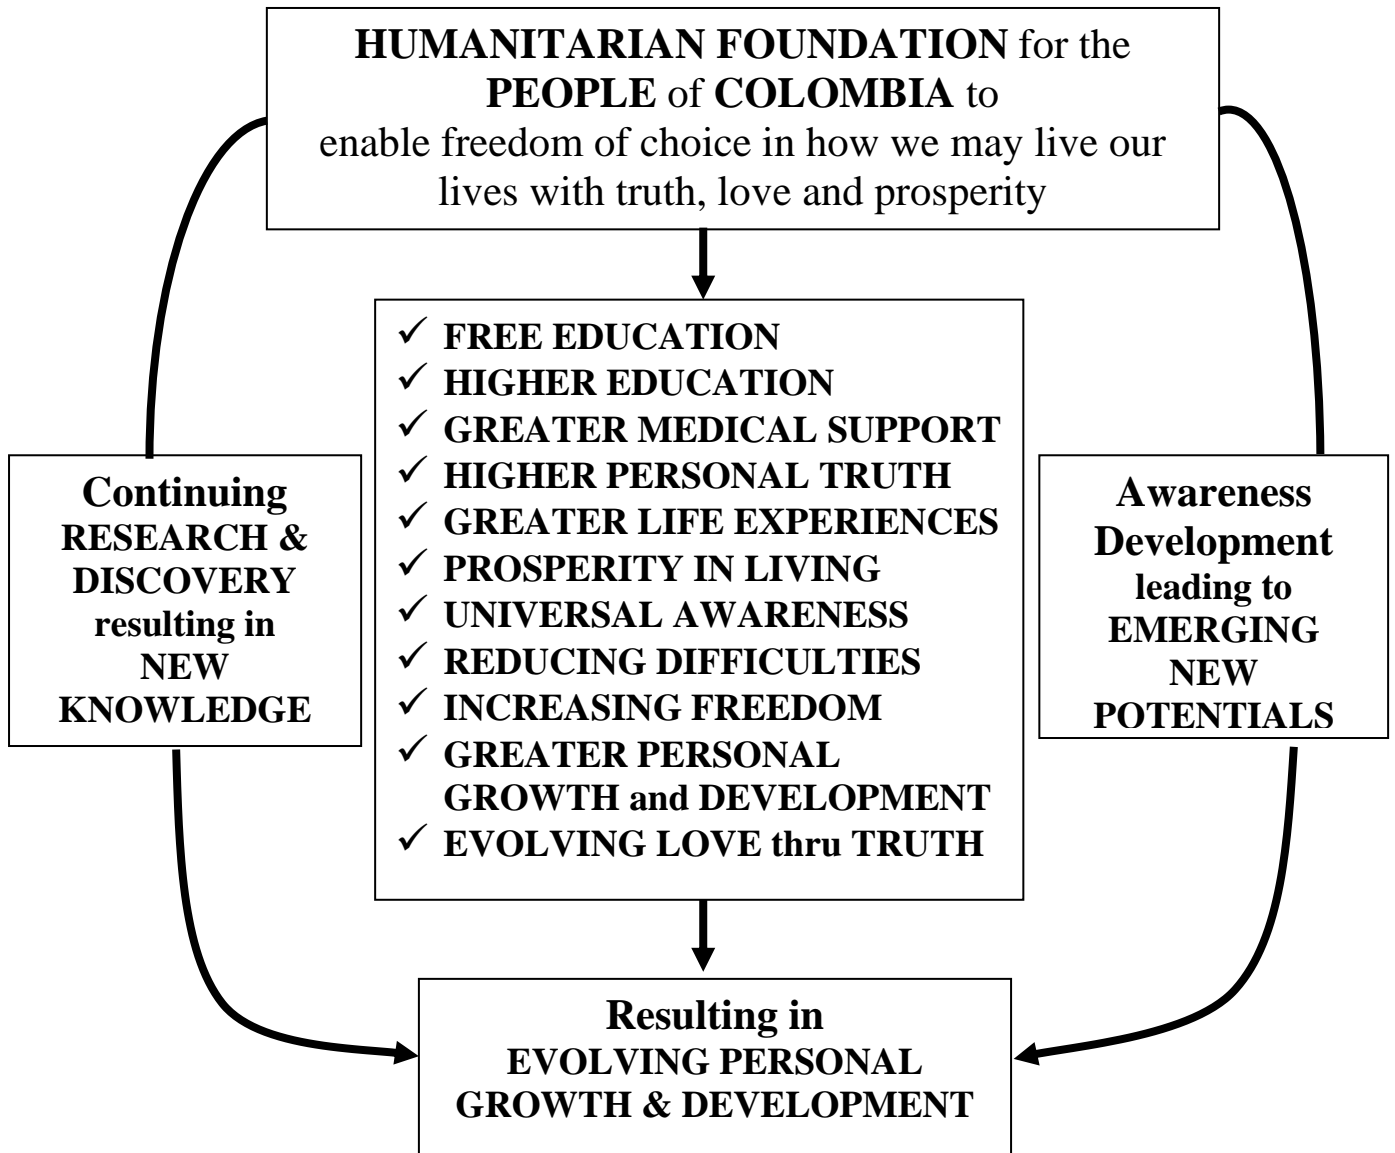 HUMANITARIAN FOUNDATION for the
PEOPLE of COLOMBIA to
enable freedom of choice in how we may live our
lives with truth, love and prosperity
✓ FREE EDUCATION
✓ HIGHER EDUCATION
✓ GREATER MEDICAL SUPPORT
✓ HIGHER PERSONAL TRUTH
✓ GREATER LIFE EXPERIENCES
✓ PROSPERITY IN LIVING
✓ UNIVERSAL AWARENESS
✓ REDUCING DIFFICULTIES
✓ INCREASING FREEDOM
✓ GREATER PERSONAL
GROWTH and DEVELOPMENT
✓ EVOLVING LOVE thru TRUTH
Continuing
RESEARCH &
DISCOVERY
resulting in
NEW
KNOWLEDGE
Awareness
Development
leading to
EMERGING
NEW
POTENTIALS
Resulting in
EVOLVING PERSONAL
GROWTH & DEVELOPMENT